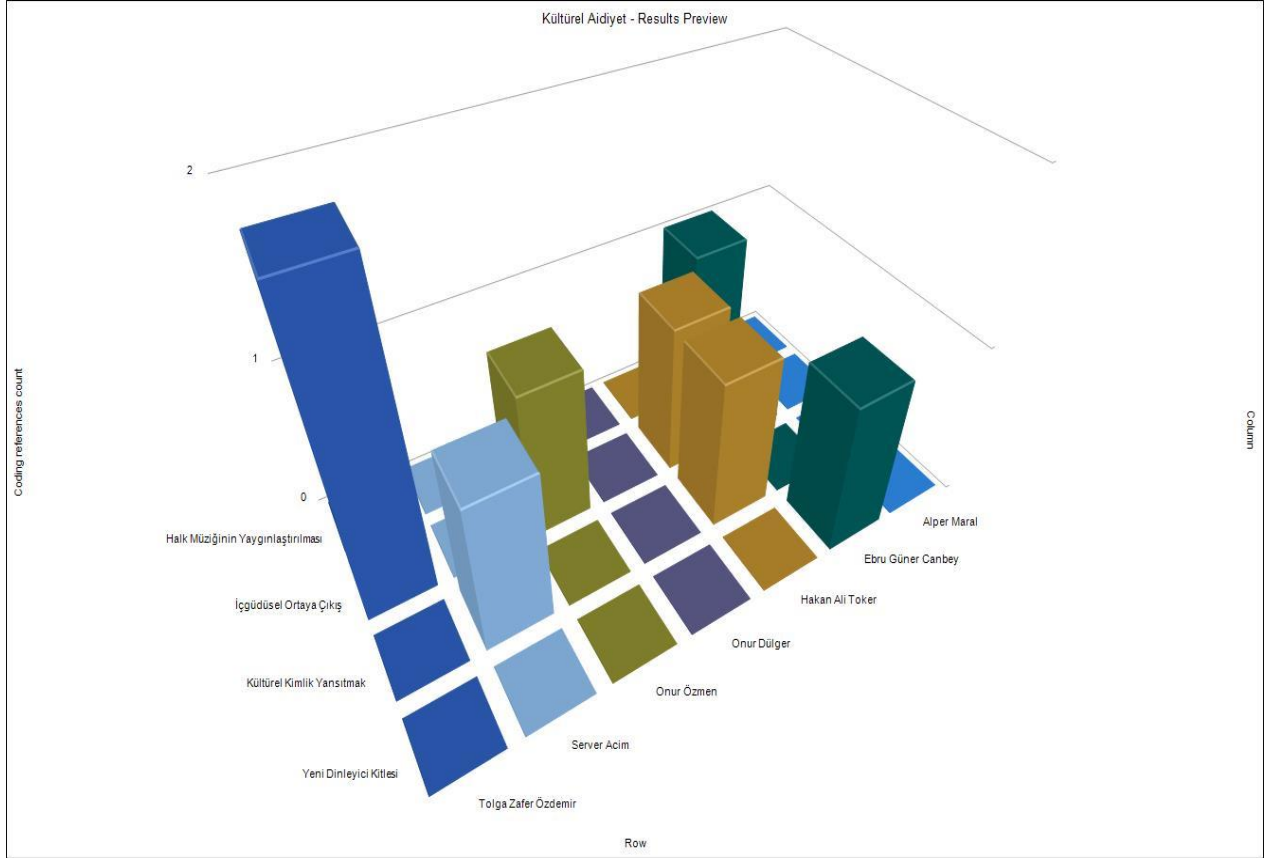 Kültürel Aidiyet - Results Preview
2
1
0
Coding references count
Column
Halk Müziğinin Yaygınlaştırılması
İçgüdüsel Ortaya Çıkış
Kültürel Kimlik Yansıtmak
Yeni Dinleyici Kitlesi
Alper Maral
Ebru Güner Canbey
Hakan Ali Toker
Onur Dülger
Onur Özmen
Server Acim
Tolga Zafer Özdemir
Row